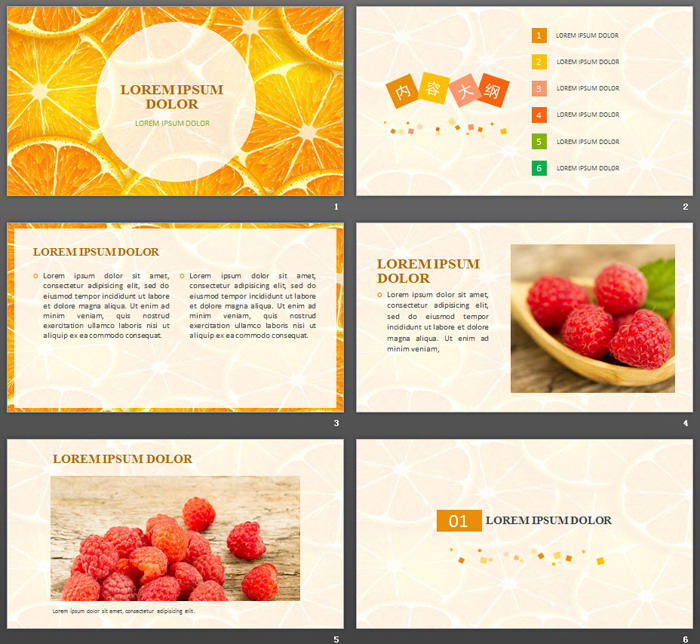 LOREM IPSUM
DOLOR
LOREM IPSUM DOLOR
1
内容大纲
1 LOREM IPSUM DOLOR
2 LOREM IPSUM DOLOR
3 LOREM IPSUM DOLOR
4 LOREM IPSUM DOLOR
5 LOREM IPSUM DOLOR
6 LOREM IPSUM DOLOR
2
LOREM IPSUM DOLOR
Lorem ipsum dolor sit amet,
consectetur adipisicing elit, sed do
eiusmod tempor incididunt ut labore
et dolore magna aliqua. Ut enim ad
minim veniam, quis nostrud
exercitation ullamco laboris nisi ut
aliquip ex ea commodo consequat.
Lorem ipsum dolor sit amet,
consectetur adipisicing elit, sed do
eiusmod tempor incididunt ut labore
et dolore magna aliqua. Ut enim ad
minim veniam, quis nostrud
exercitation ullamco laboris nisi ut
aliquip ex ea commodo consequat.
3
LOREM IPSUM
DOLOR
Lorem ipsum dolor sit amet,
consectetur adipisicing elit,
sed do eiusmod tempor
incididunt ut labore et dolore
magna aliqua. Ut enim ad
minim veniam,
4
LOREM IPSUM DOLOR
Lorem ipsum dolor sit amet, consectetur adipisicing elit.
5
01 LOREM IPSUM DOLOR
6